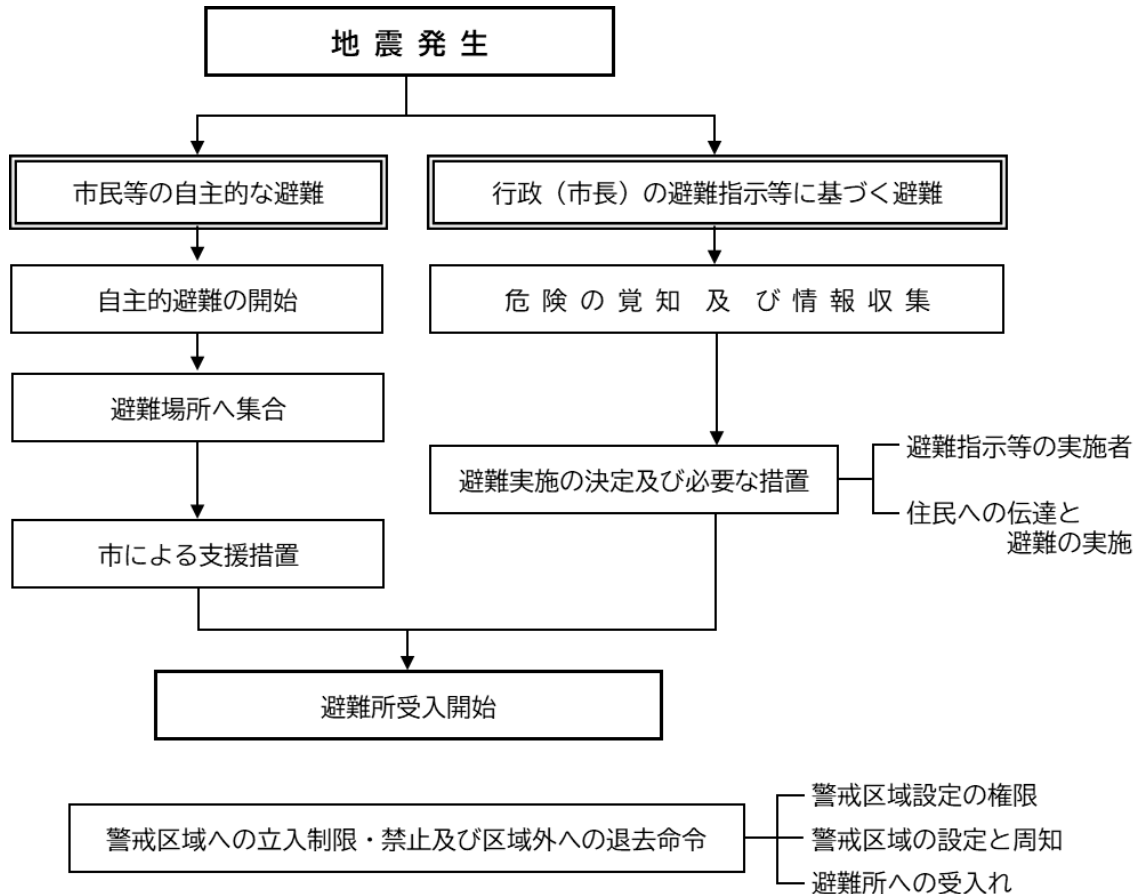 地震発生
市民等の自主的な避難
行政（市長）の避難指示等に基づく避難
自主的避難の開始
危険の覚知 及 び情報収集
避難場所へ集合
避難実施の決定及び必要な措置
避難指示等の実施者
住民への伝達と
避難の実施
市による支援措置
避難所受入開始
警戒区域への立入制限・禁止及び区域外への退去命令
警戒区域設定の権限
警戒区域の設定と周知
避難所への受入れ